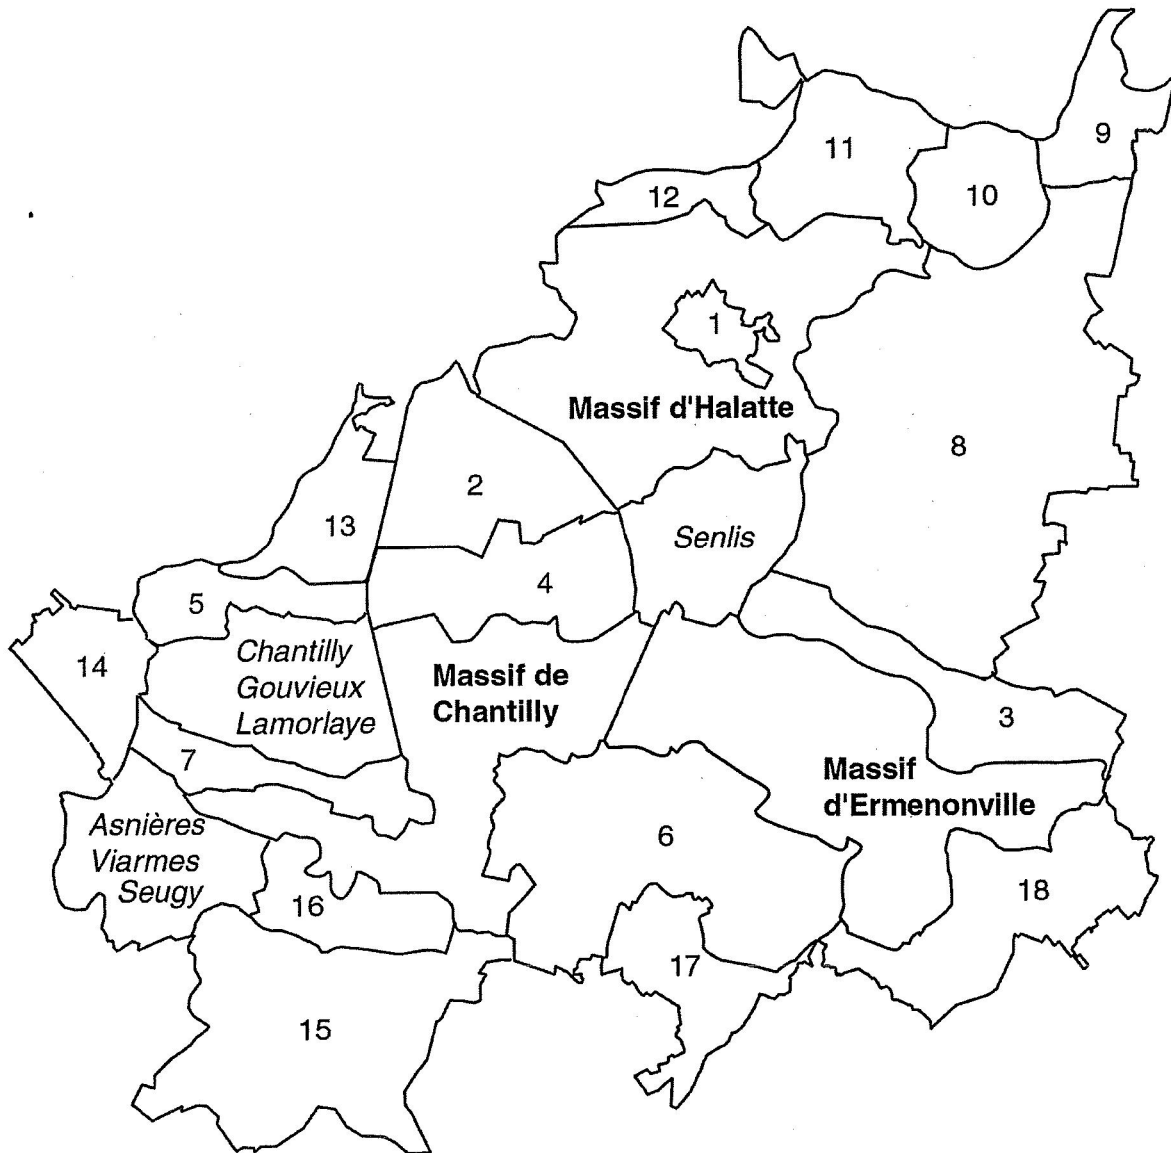 9
11
12
10
1
Massif d'Halatte
8
2
13
Senlis
4
5
Chantilly
Gouvieux
Lamorlaye
14
Massif de
Chantilly
3
7
Massif
d'Ermenonville
Asnières
Viarmes
Seugy
6
16
18
17
15